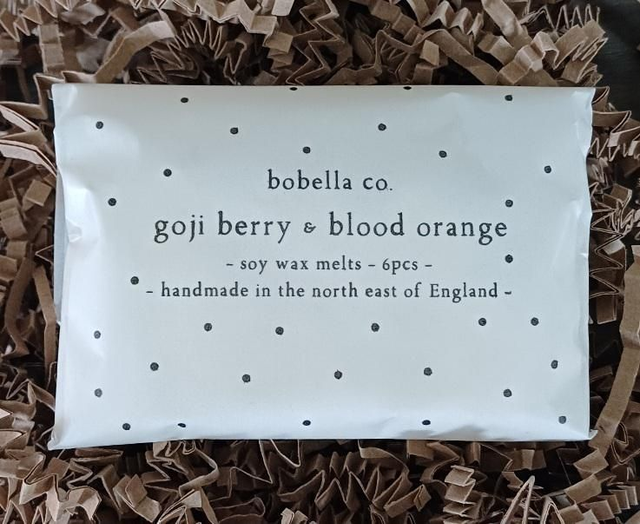 bobella co.
goji berry & blood orange
- soy wax melts - 6pcs -
- handmade in the north east of England -